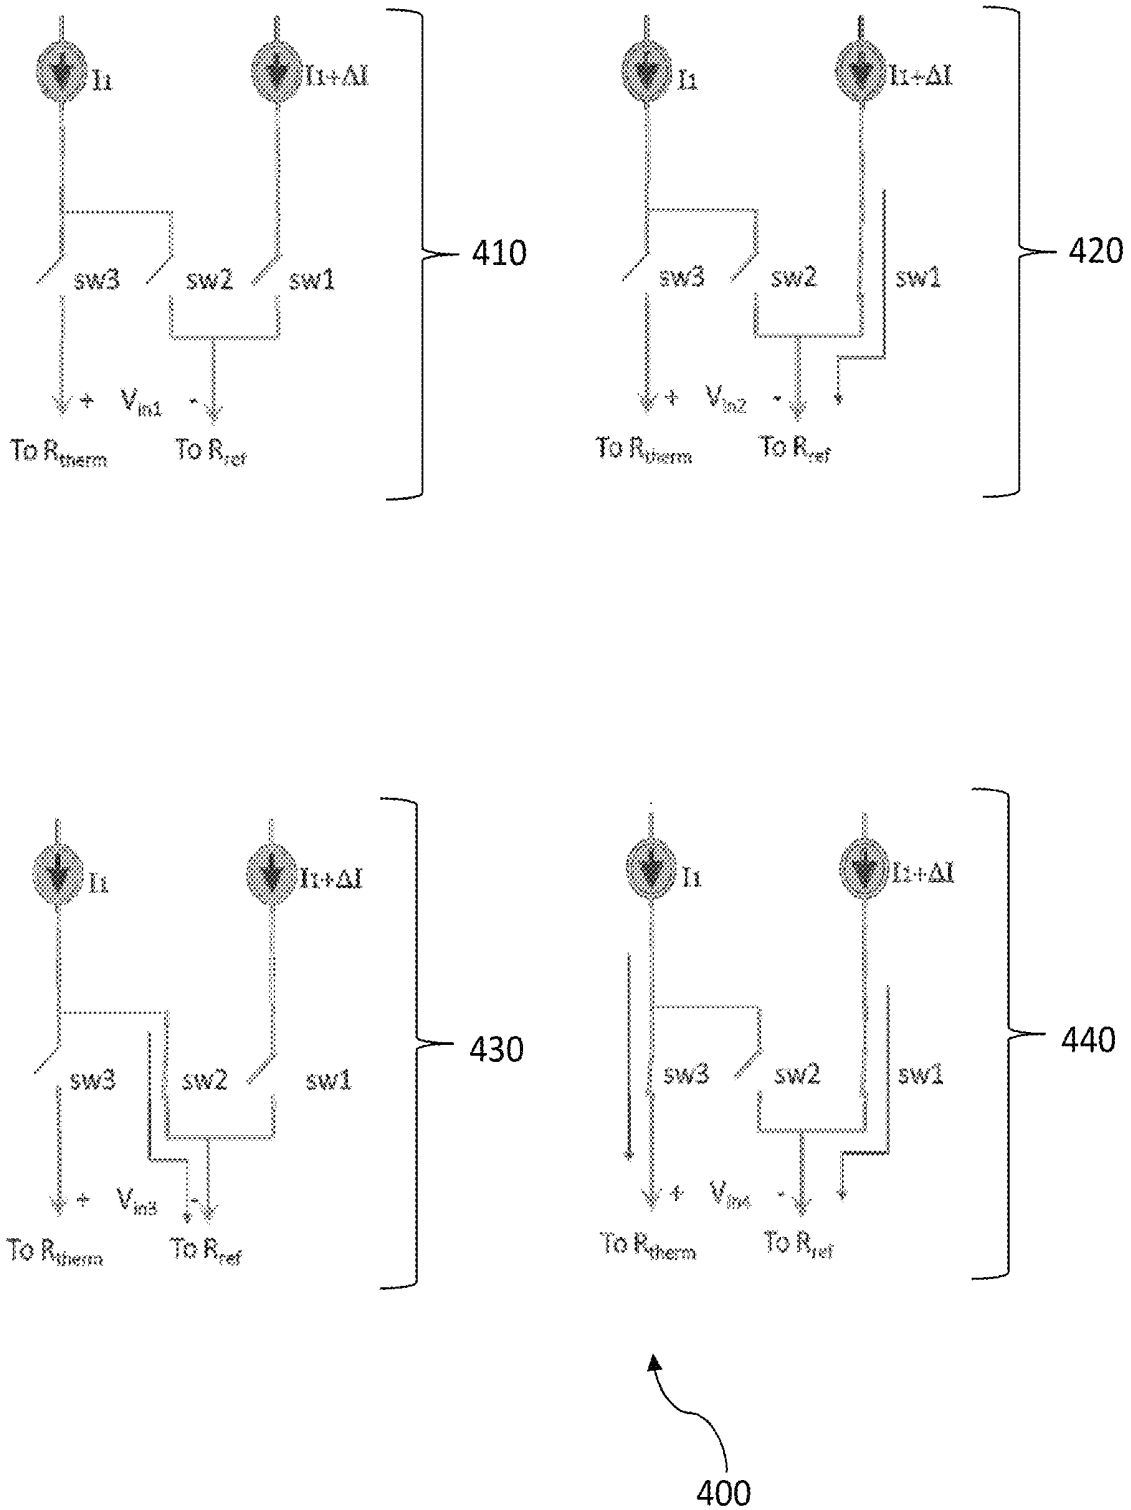 I1 I1+ΔI
sw3 sw2 sw1
+ Vin1 -
To Rtherm To Rref
410
I1 I1+ΔI
sw3 sw2 sw1
+ Vin2 -
To Rtherm To Rref
420
I1 I1+ΔI
sw3 sw2 sw1
+ Vin3 -
To Rtherm To Rref
430
I1 I1+ΔI
sw3 sw2 sw1
+ Vin4 -
To Rtherm To Rref
440
400